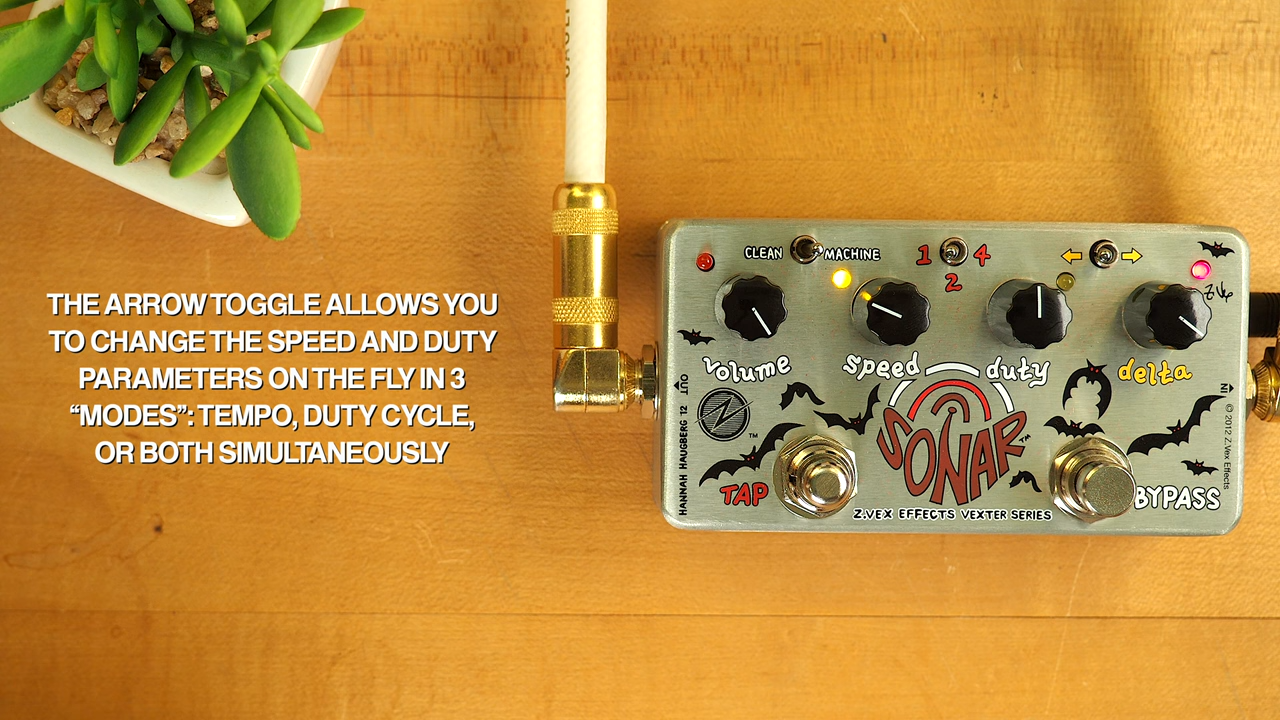 THE ARROW TOGGLE ALLOWS YOU
TO CHANGE THE SPEED AND DUTY
PARAMETERS ON THE FLY IN 3
“MODES”: TEMPO, DUTY CYCLE,
OR BOTH SIMULTANEOUSLY
CLEAN MACHINE 1 4
2
volume speed duty delta
OUT
IN
HANNAH HAUGBERG 12
© 2012 Z.Vex Effects
TM
SONAR TM
TAP
BYPASS
Z.VEX EFFECTS VEXTER SERIES